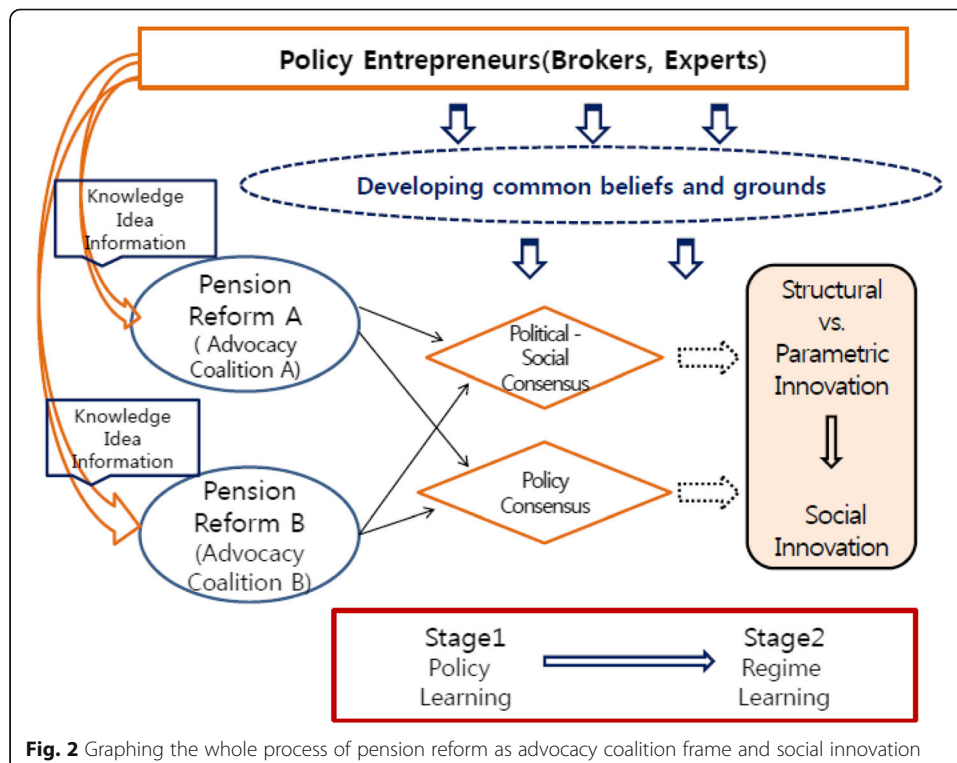 Policy Entrepreneurs(Brokers, Experts)
Developing common beliefs and grounds
Knowledge
Idea
Information
Pension
Reform A
( Advocacy
Coalition A)
Political -
Social
Consensus
Structural
vs.
Parametric
Innovation
Social
Innovation
Knowledge
Idea
Information
Pension
Reform B
(Advocacy
Coalition B)
Policy
Consensus
Stage1
Policy
Learning
Stage2
Regime
Learning
Fig. 2 Graphing the whole process of pension reform as advocacy coalition frame and social innovation